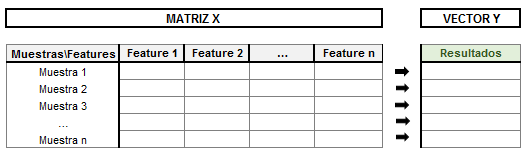 MATRIZ X VECTOR Y
Muestras\Features Feature 1 Feature 2 ... Feature n Resultados
Muestra 1
Muestra 2
Muestra 3
...
Muestra n